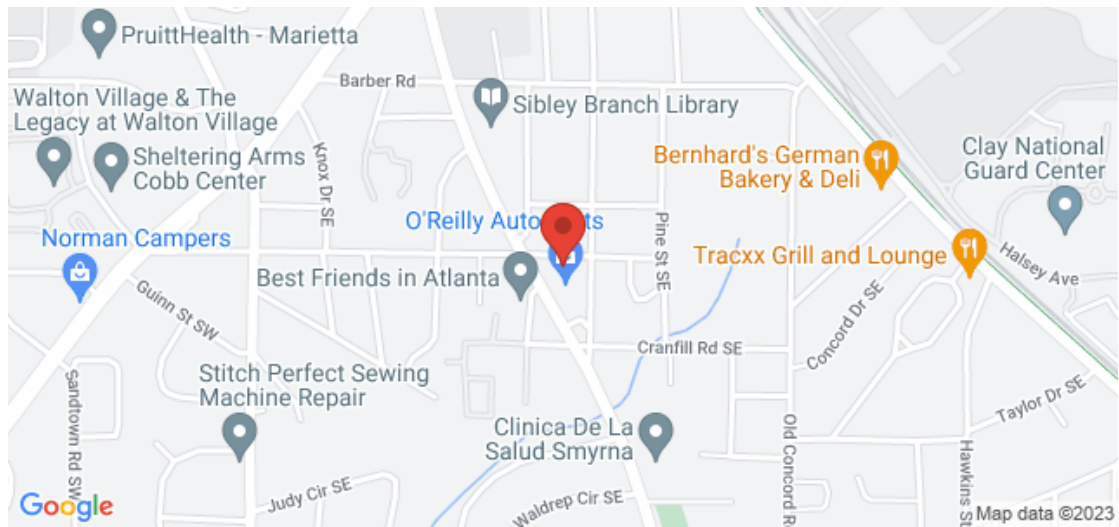 PruittHealth - Marietta
Barber Rd
Walton Village & The
Legacy at Walton Village
Sibley Branch Library
Sheltering Arms
Cobb Center
Knox Dr SE
Bernhard's German
Bakery & Deli
Clay National
Guard Center
O'Reilly Auto
ts
Pine St SE
Norman Campers
Tracxx Grill and Lounge
Halsey Ave
Best Friends in Atlanta
Guinn St SW
Concord Dr SE
Cranfill Rd SE
Stitch Perfect Sewing
Machine Repair
Sandtown Rd SW
Taylor Dr SE
Clinica De La
Salud Smyrna
Old Concord Rd
Hawkins St
Judy Cir SE
Waldrep Cir SE
Google
Map data ©2023